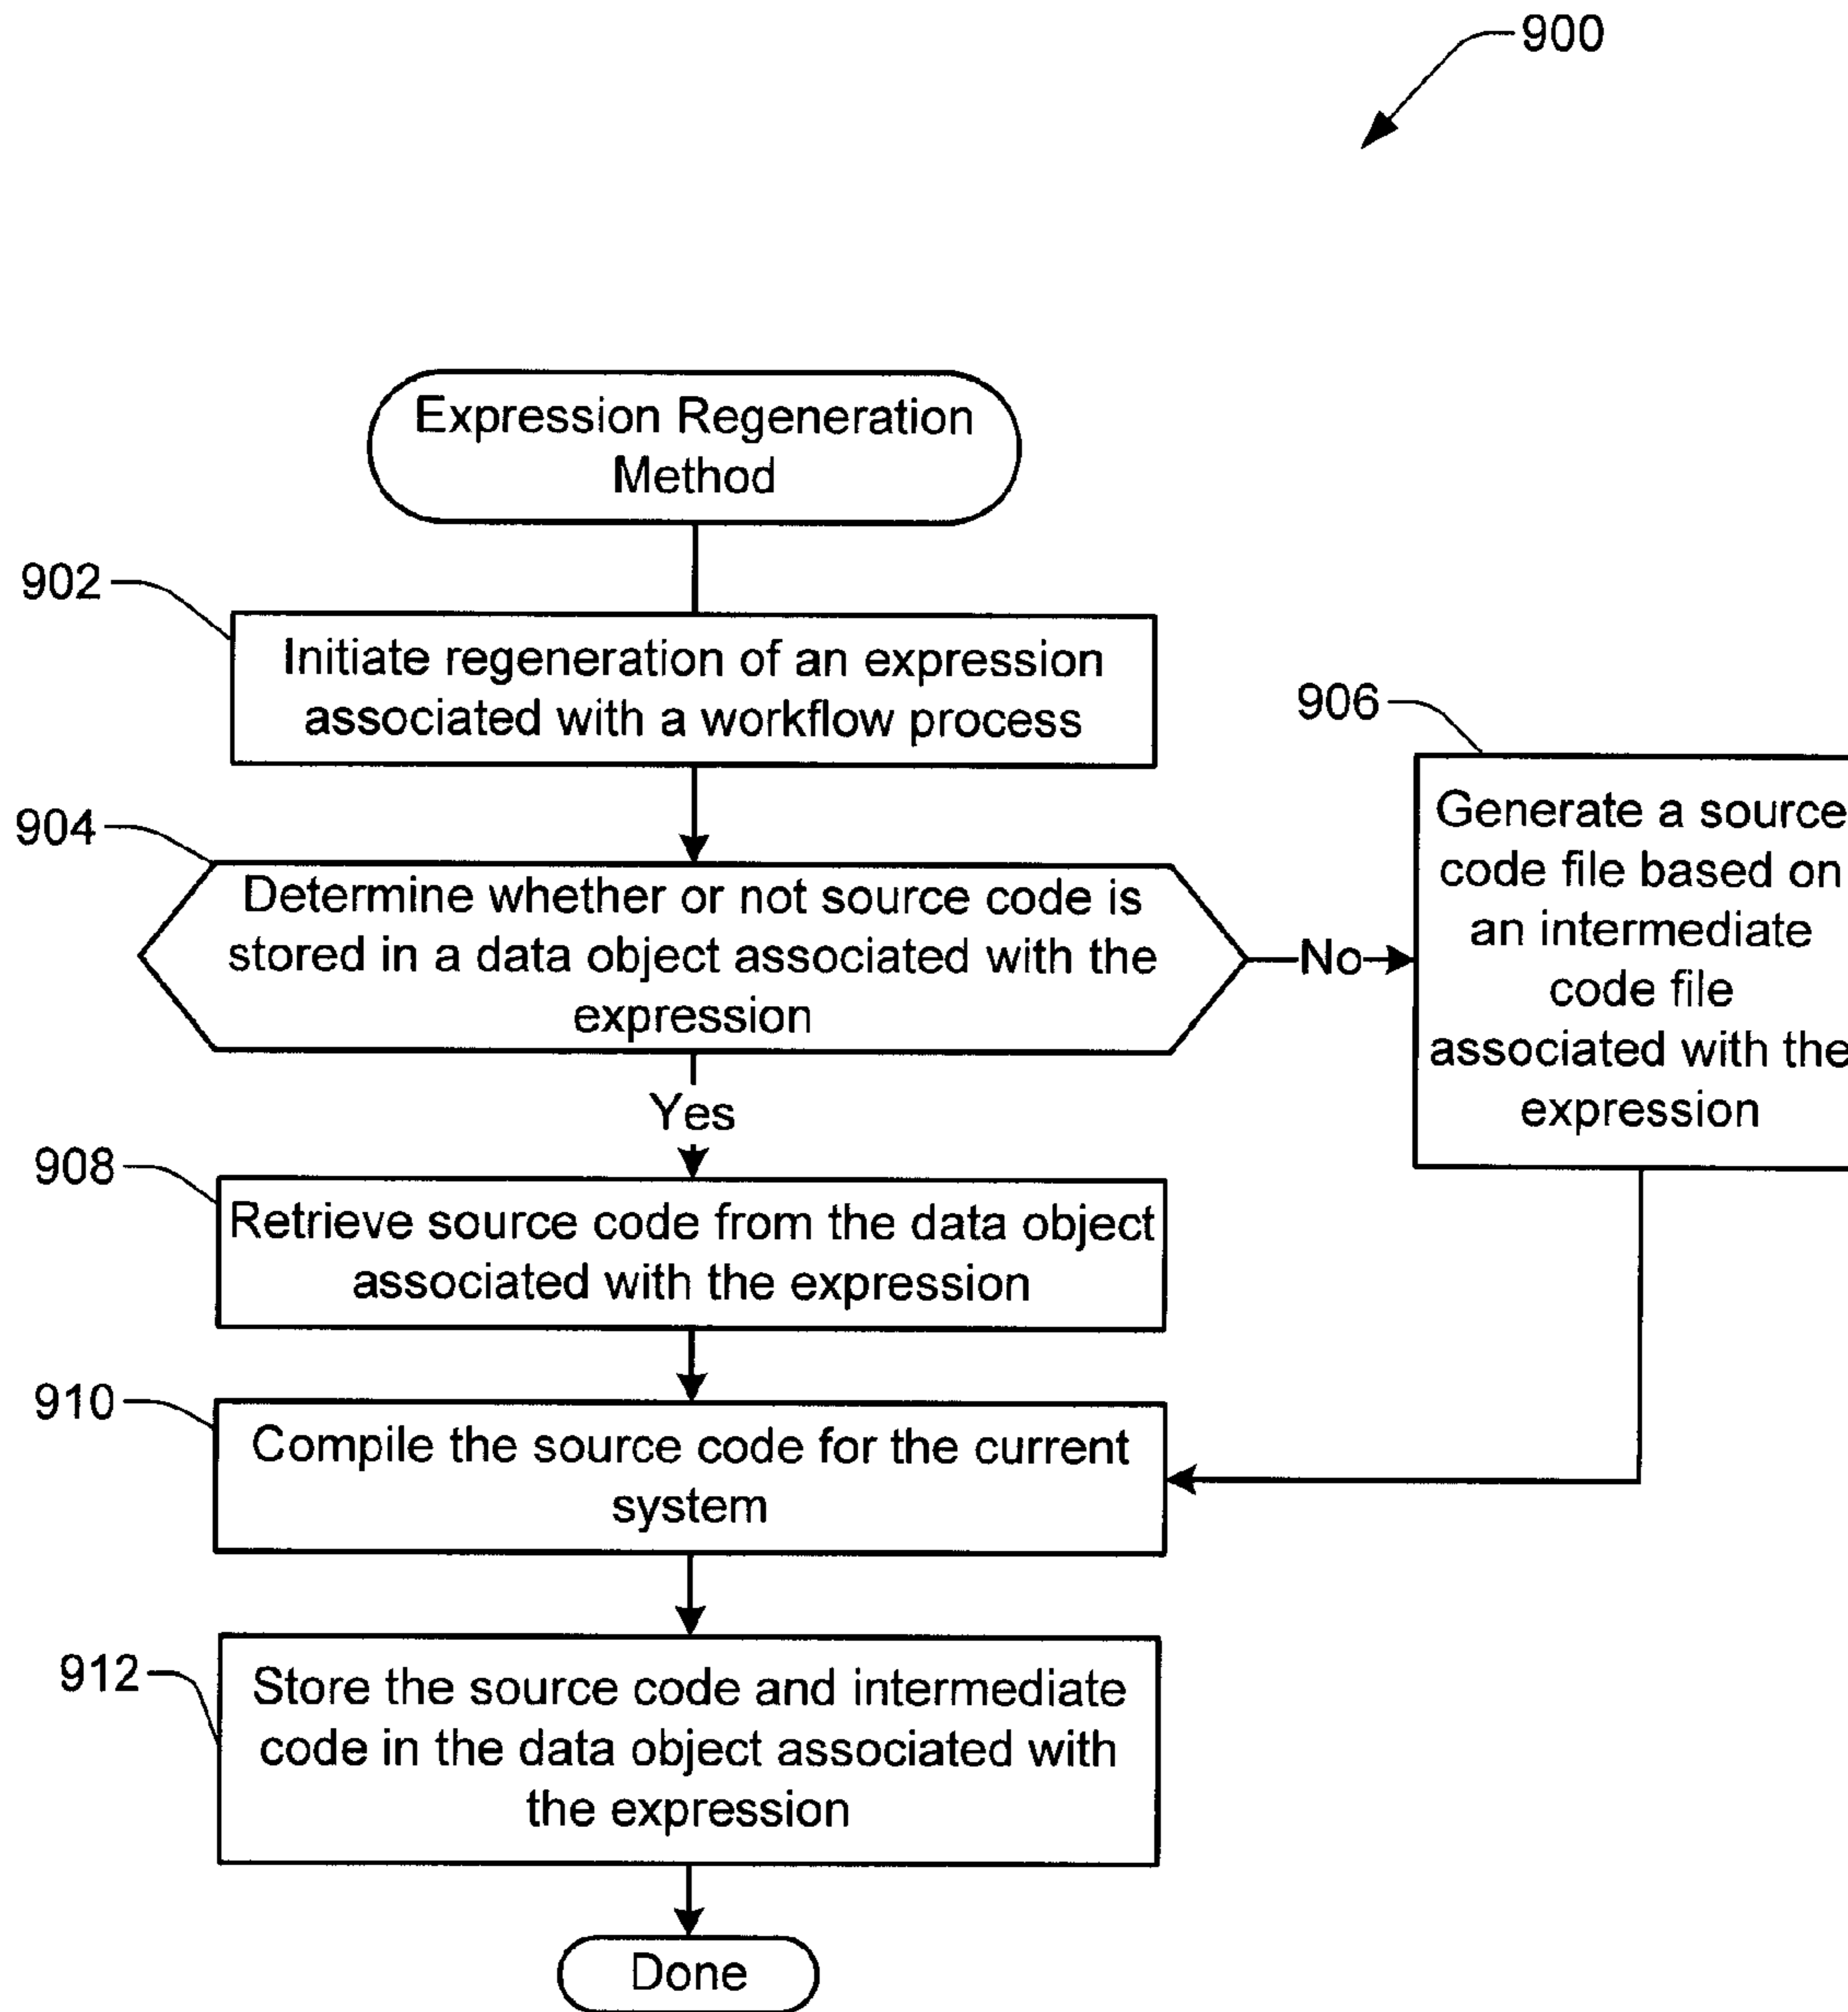 900
Expression Regeneration
Method
902
Initiate regeneration of an expression
associated with a workflow process
904
Determine whether or not source code is
stored in a data object associated with the
expression
No
906
Generate a source
code file based on
an intermediate
code file
associated with the
expression
Yes
908
Retrieve source code from the data object
associated with the expression
910
Compile the source code for the current
system
912
Store the source code and intermediate
code in the data object associated with
the expression
Done